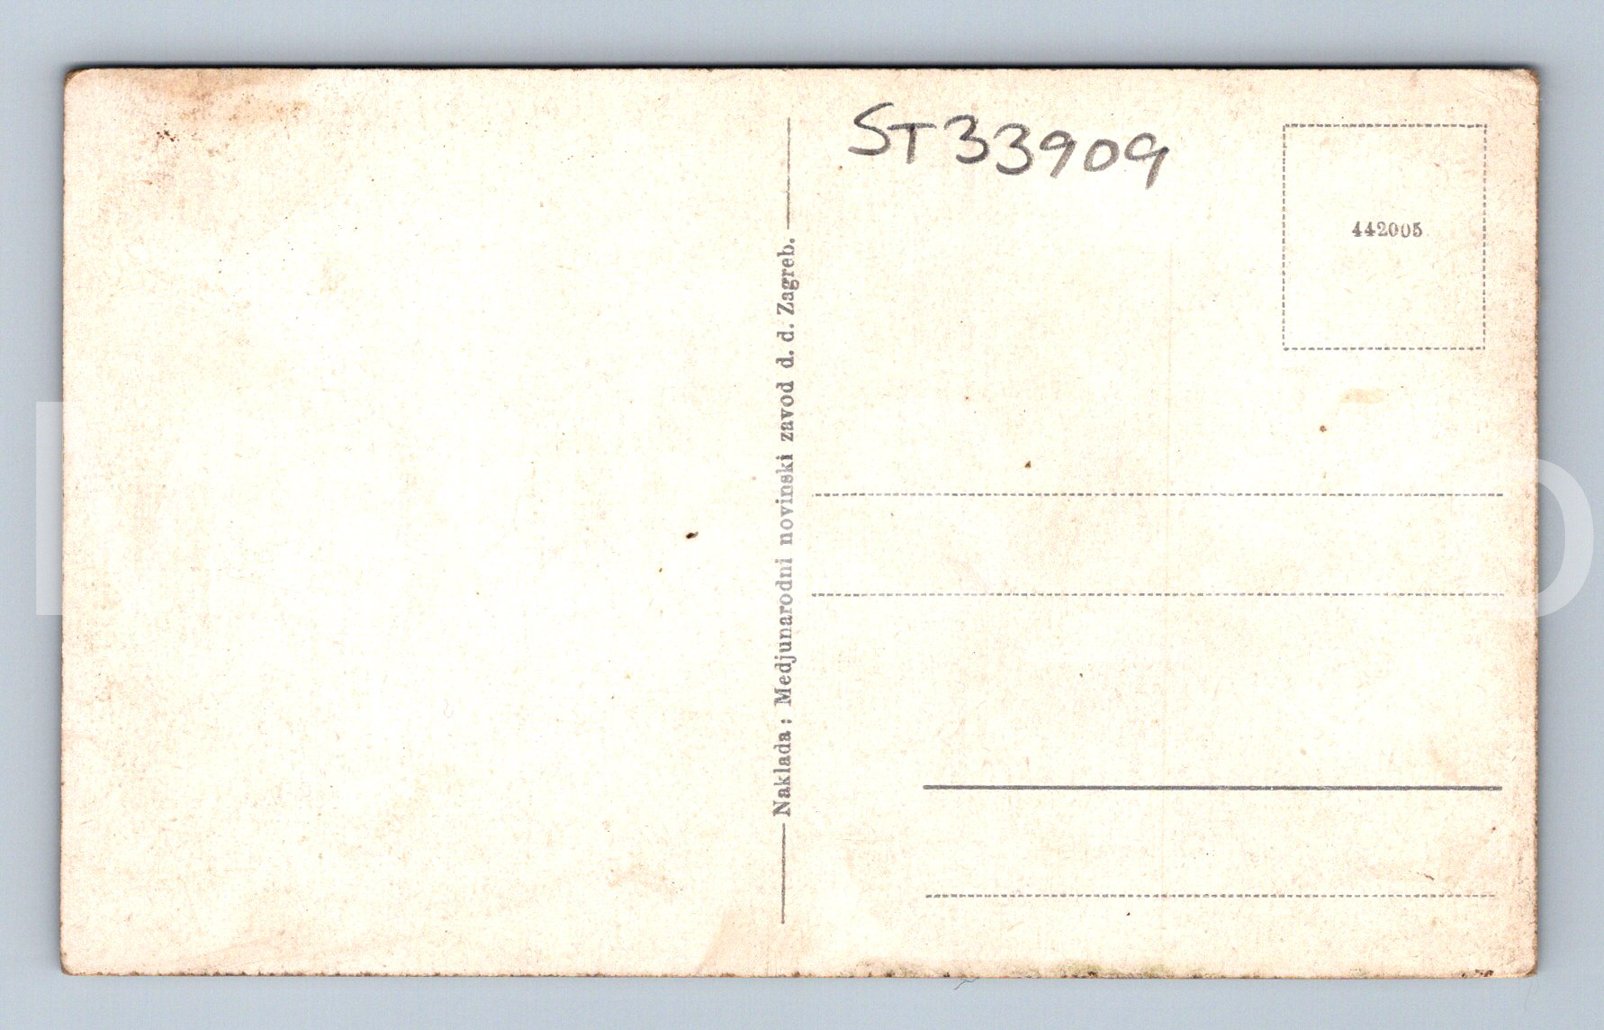 ST33909
442005
Naklada : Medjunarodni novinski zavod d. d. Zagreb.